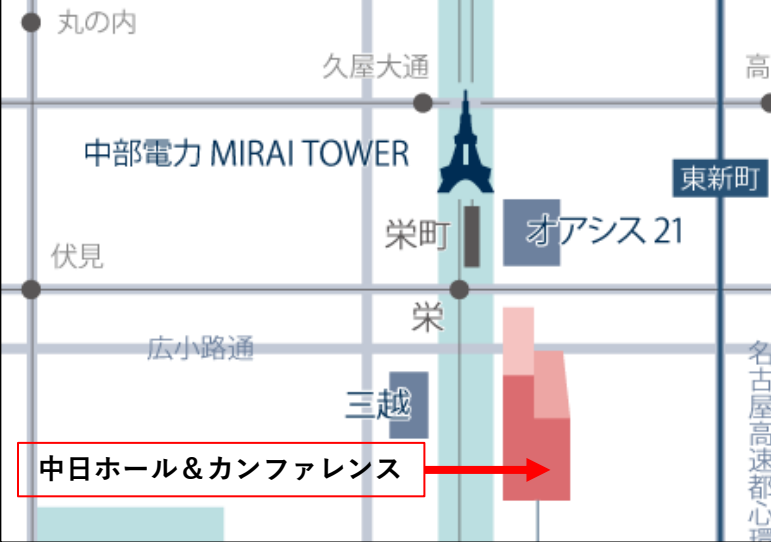 丸の内
久屋大通
高
中部電力 MIRAI TOWER
東新町
栄町
オアシス 21
伏見
栄
広小路通
三越
名古屋高速都心環
中日ホール＆カンファレンス